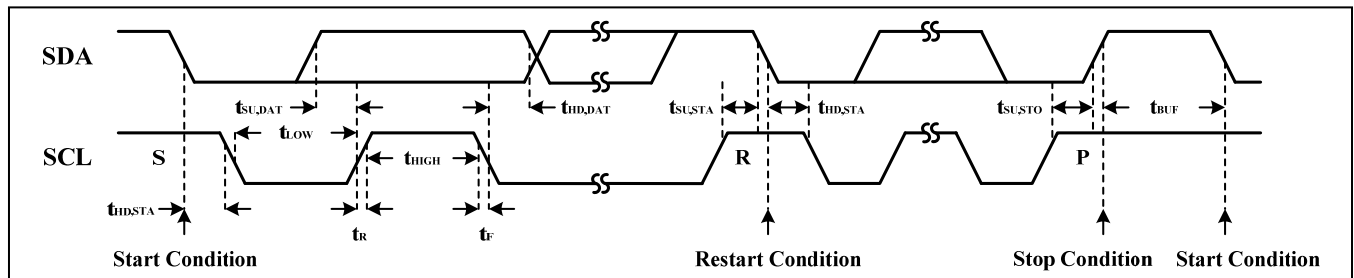 SDA
tSU,DAT
tHD,DAT
tSU,STA
tHD,STA
tSU,STO
tBUF
tLOW
SCL
S
tHIGH
R
P
tHD,STA
tR
tF
Start Condition
Restart Condition
Stop Condition
Start Condition